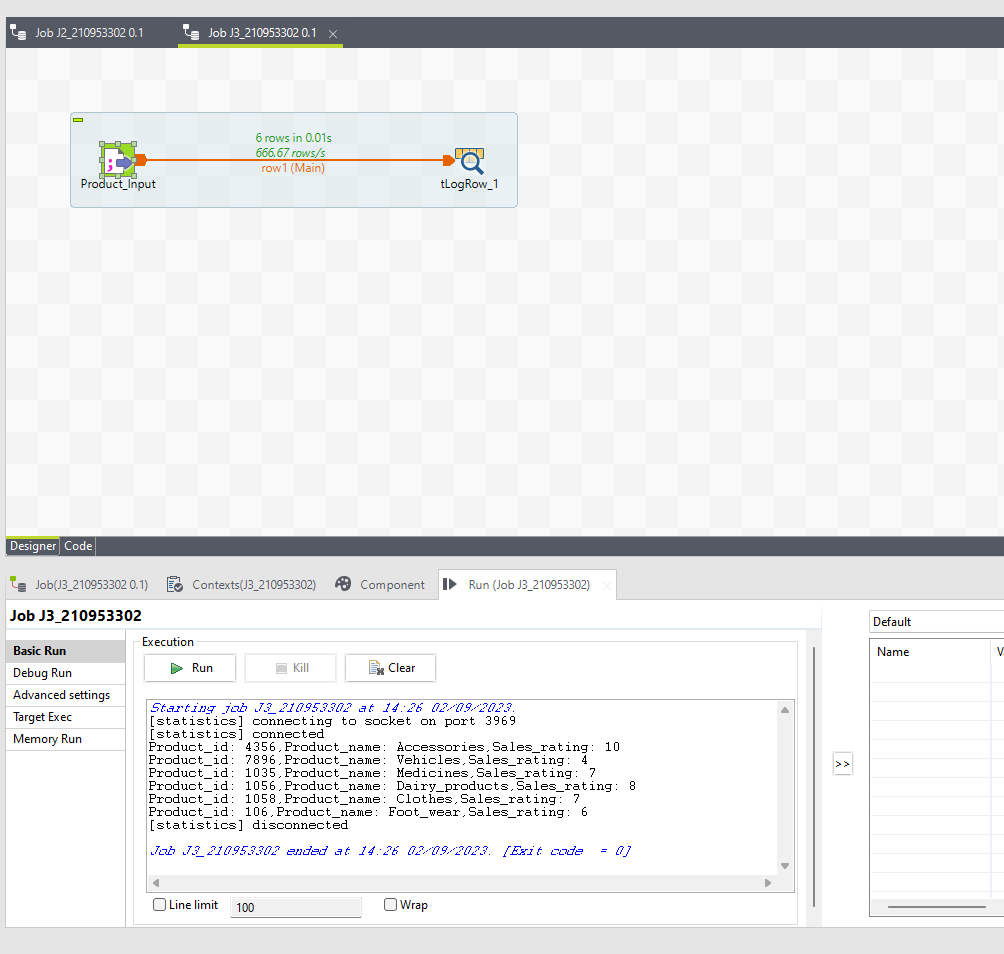 Job J2_210953302 0.1
Job J3_210953302 0.1
6 rows in 0.01s
666.67 rows/s
row1 (Main)
Product_Input
tLogRow_1
Designer
Code
Job(J3_210953302 0.1)
Contexts(J3_210953302)
Component
Run (Job J3_210953302)
Job J3_210953302
Basic Run
Debug Run
Advanced settings
Target Exec
Memory Run
Execution
Run
Kill
Clear
Starting job J3_210953302 at 14:26 02/09/2023.
[statistics] connecting to socket on port 3969
[statistics] connected
Product_id: 4356,Product_name: Accessories,Sales_rating: 10
Product_id: 7896,Product_name: Vehicles,Sales_rating: 4
Product_id: 1035,Product_name: Medicines,Sales_rating: 7
Product_id: 1056,Product_name: Dairy_products,Sales_rating: 8
Product_id: 1058,Product_name: Clothes,Sales_rating: 7
Product_id: 106,Product_name: Foot_wear,Sales_rating: 6
[statistics] disconnected
Job J3_210953302 ended at 14:26 02/09/2023. [Exit code  = 0]
Line limit
100
Wrap
>>
Default
Name